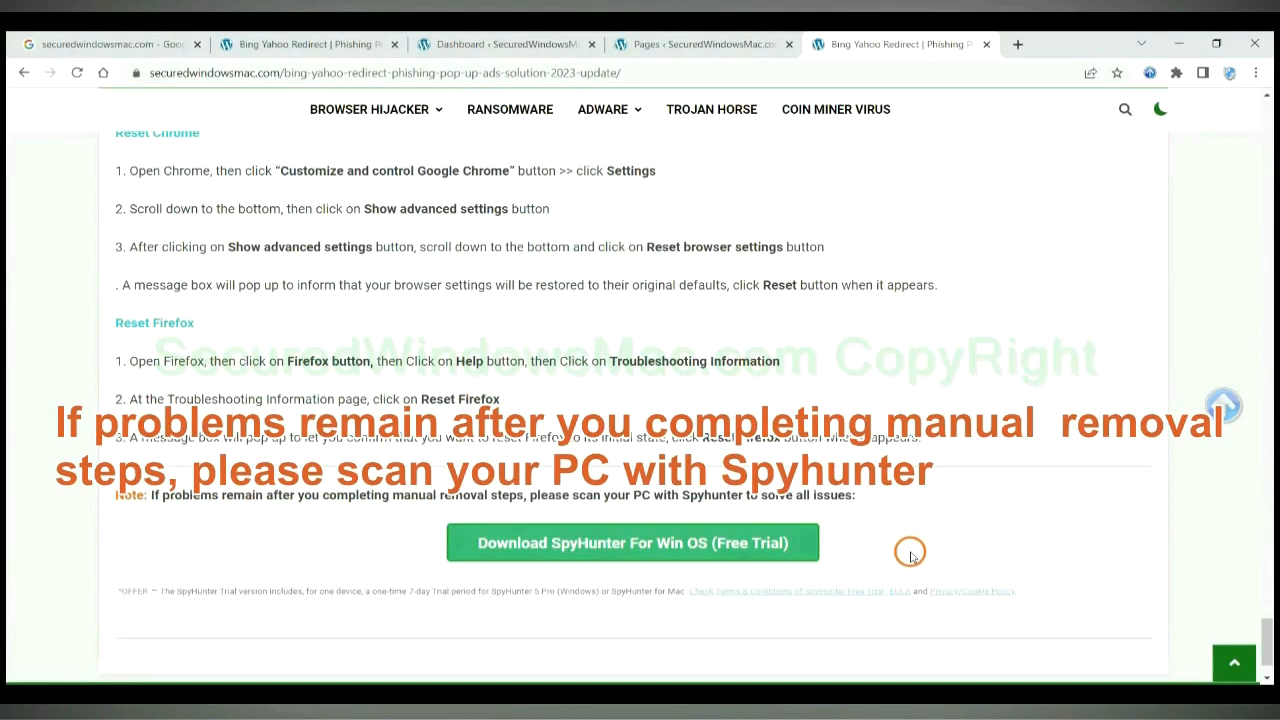 securedwindowsmac.com - Goo
Bing Yahoo Redirect | Phishing P
Dashboard ‹ SecuredWindowsM
Pages ‹ SecuredWindowsMac.co
Bing Yahoo Redirect | Phishing P
securedwindowsmac.com/bing-yahoo-redirect-phishing-pop-up-ads-solution-2023-update/
BROWSER HIJACKER RANSOMWARE ADWARE TROJAN HORSE COIN MINER VIRUS
Reset Chrome
1. Open Chrome, then click “Customize and control Google Chrome” button >> click Settings
2. Scroll down to the bottom, then click on Show advanced settings button
3. After clicking on Show advanced settings button, scroll down to the bottom and click on Reset browser settings button
. A message box will pop up to inform that your browser settings will be restored to their original defaults, click Reset button when it appears.
Reset Firefox
SecuredWindowsMac.com CopyRight
1. Open Firefox, then click on Firefox button, then Click on Help button, then Click on Troubleshooting Information
2. At the Troubleshooting Information page, click on Reset Firefox
If problems remain after you completing manual removal
steps, please scan your PC with Spyhunter
3. A message box will pop up to let you confirm that you want to reset Firefox to its initial state, click Reset Firefox button when it appears.
Note: If problems remain after you completing manual removal steps, please scan your PC with Spyhunter to solve all issues:
Download SpyHunter For Win OS (Free Trial)
*OFFER – The SpyHunter Trial version includes, for one device, a one-time 7-day Trial period for SpyHunter 5 Pro (Windows) or SpyHunter for Mac. Check Terms & Conditions of SpyHunter Free Trial, EULA and Privacy/Cookie Policy.